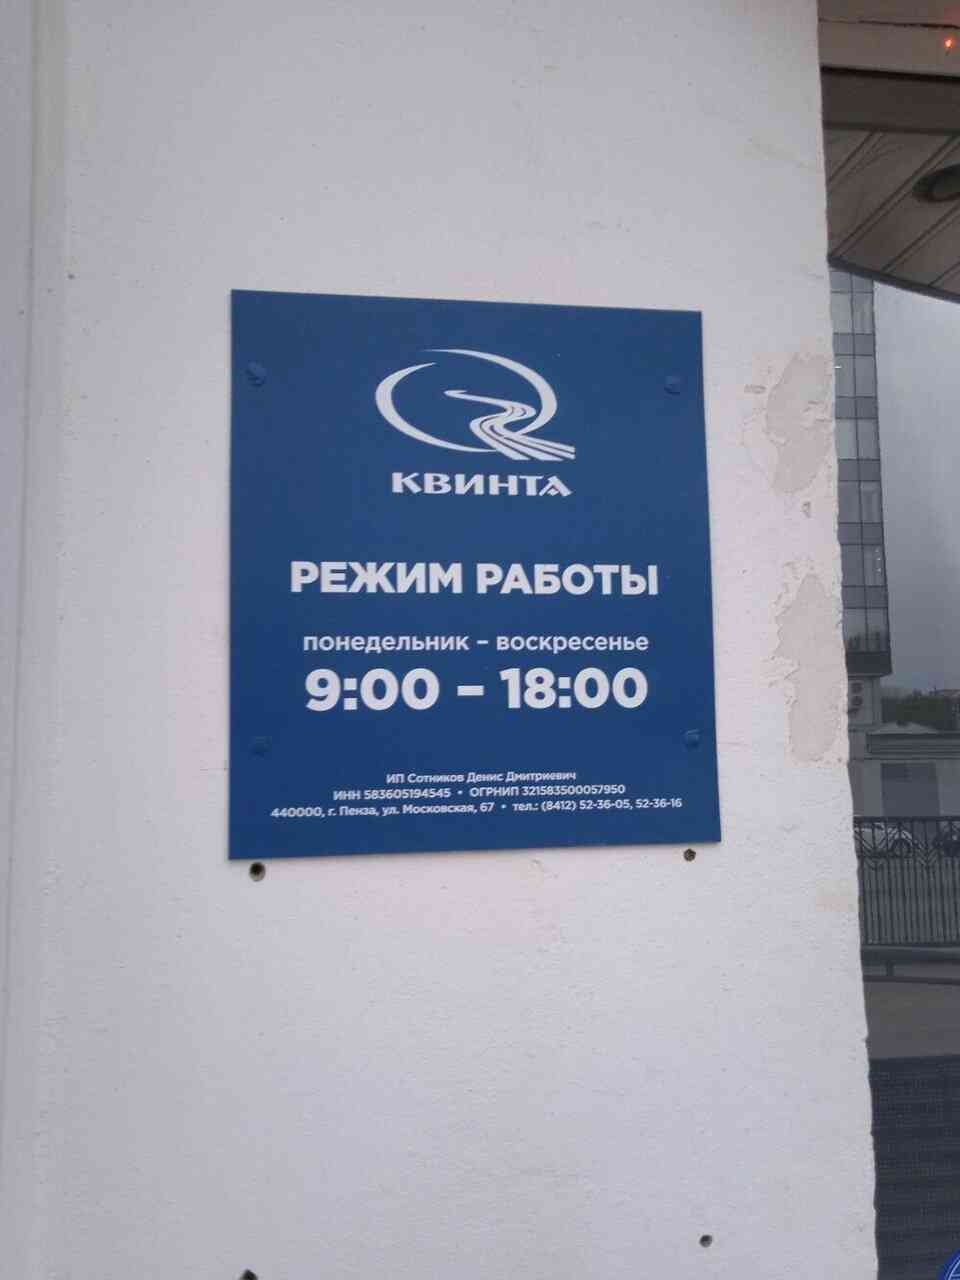 КВИНТА
РЕЖИМ РАБОТЫ
понедельник – воскресенье
9:00 – 18:00
ИП Сотников Денис Дмитриевич
ИНН 583605194545 • ОГРНИП 321583500057950
440000, г. Пенза, ул. Московская, 67 • тел.: (8412) 52-36-05, 52-36-16